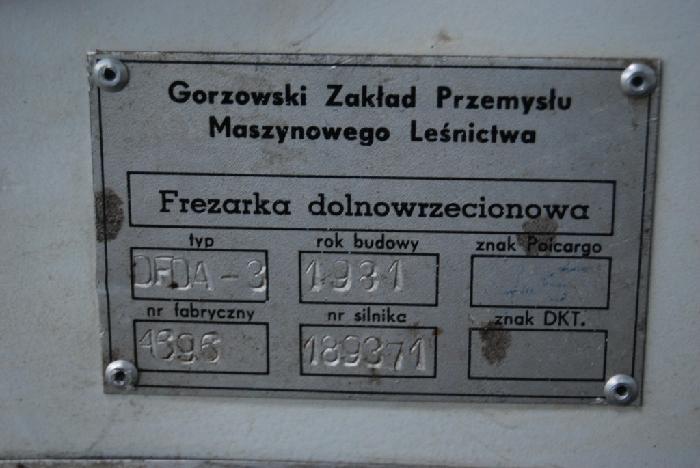 Gorzowski Zakład Przemysłu
Maszynowego Leśnictwa
Frezarka dolnowrzecionowa
typ rok budowy znak Polcargo
DFDA-3 1981
nr fabryczny nr silnika znak DKT.
1696 189371